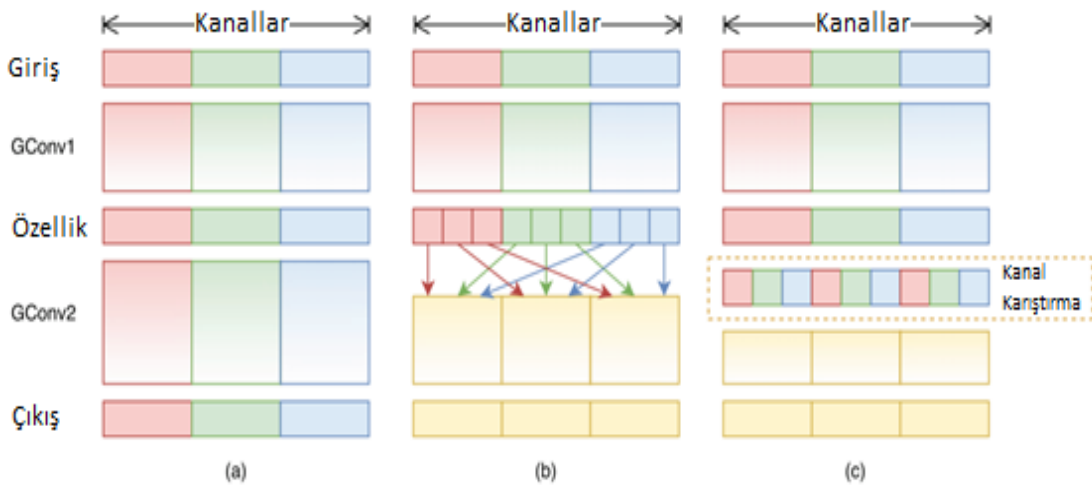 Kanallar Kanallar Kanallar
Giriş
GConv1
Özellik
Kanal
Karıştırma
GConv2
Çıkış
(a) (b) (c)